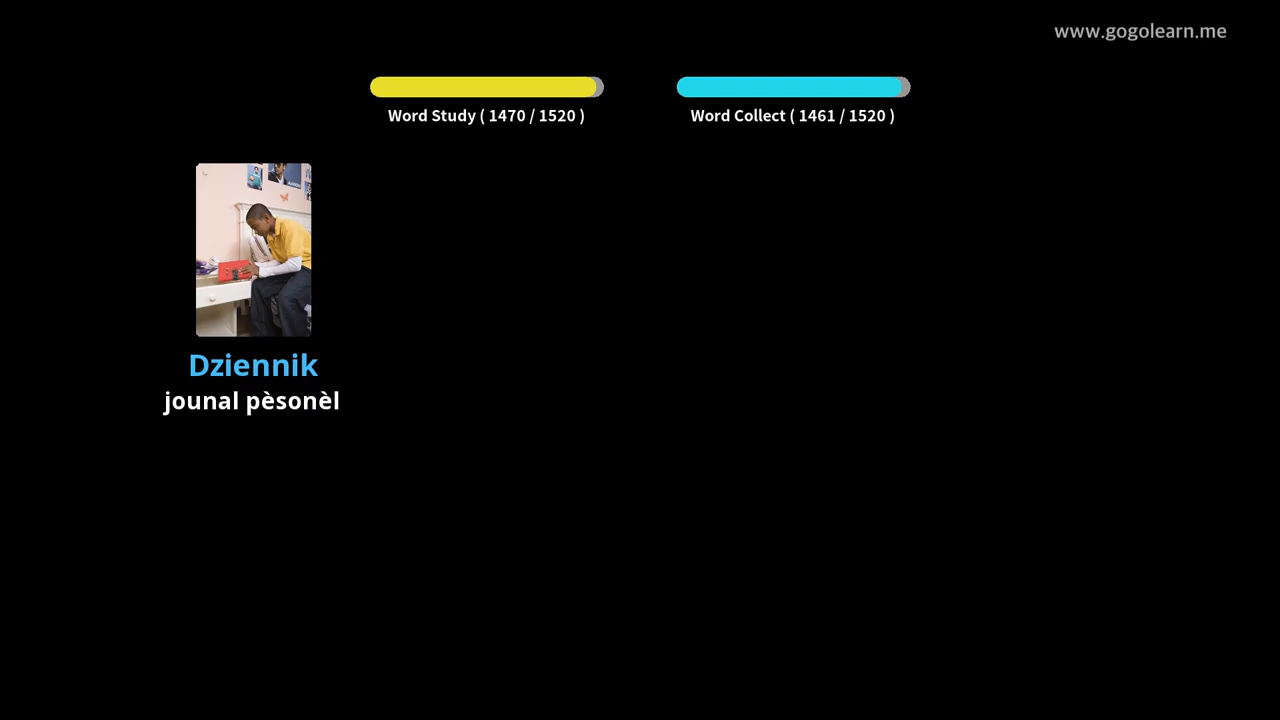 www.gogolearn.me
Word Study ( 1470 / 1520 )
Word Collect ( 1461 / 1520 )
Dziennik
jounal pèsonèl